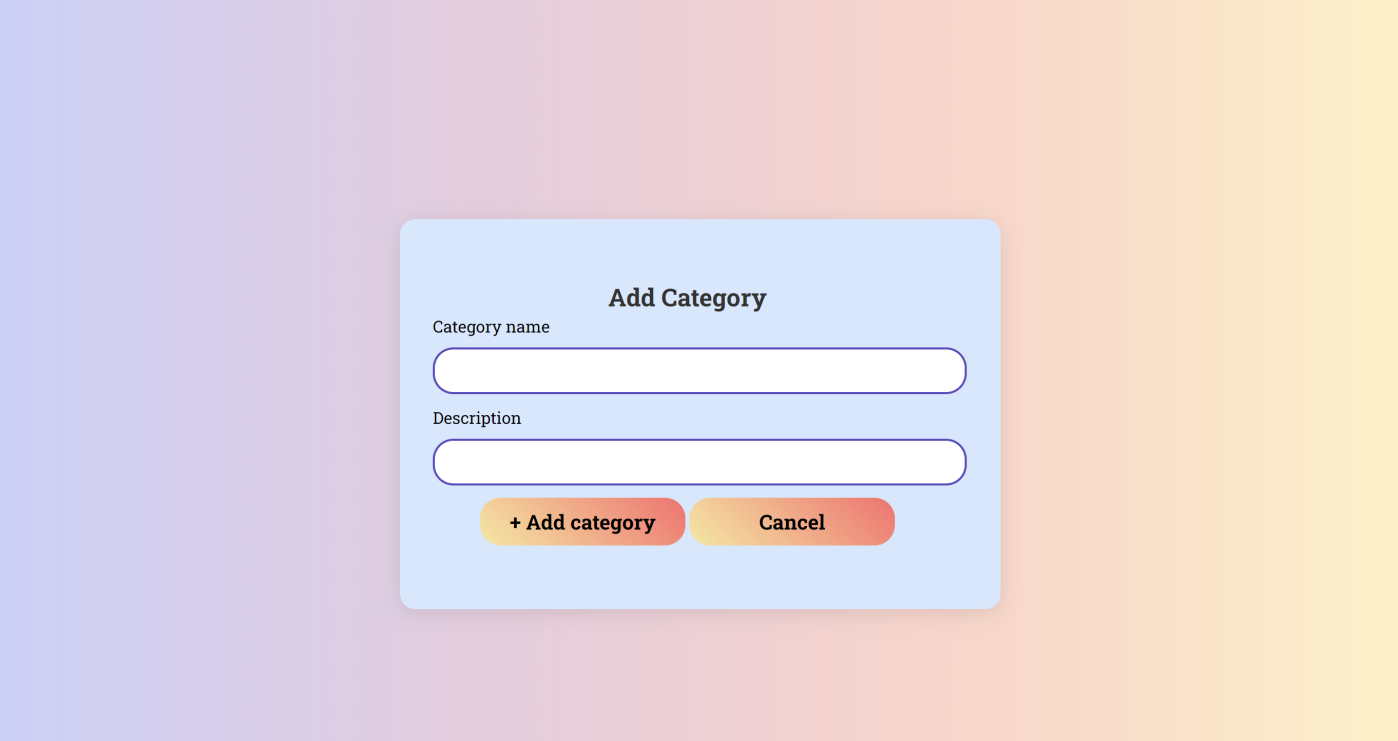 Add Category
Category name
Description
+ Add category Cancel